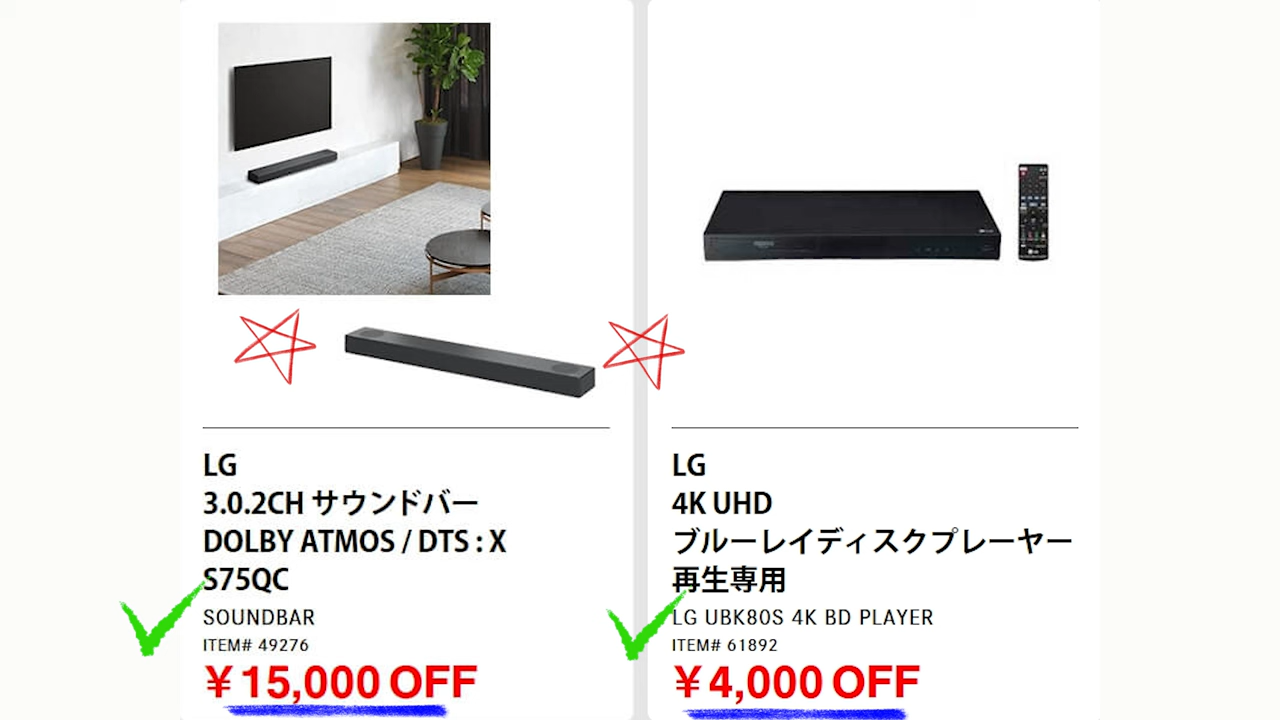 LG
3.0.2CH サウンドバー
DOLBY ATMOS / DTS : X
S75QC
SOUNDBAR
ITEM# 49276
¥15,000 OFF
LG
4K UHD
ブルーレイディスクプレーヤー
再生専用
LG UBK80S 4K BD PLAYER
ITEM# 61892
¥4,000 OFF